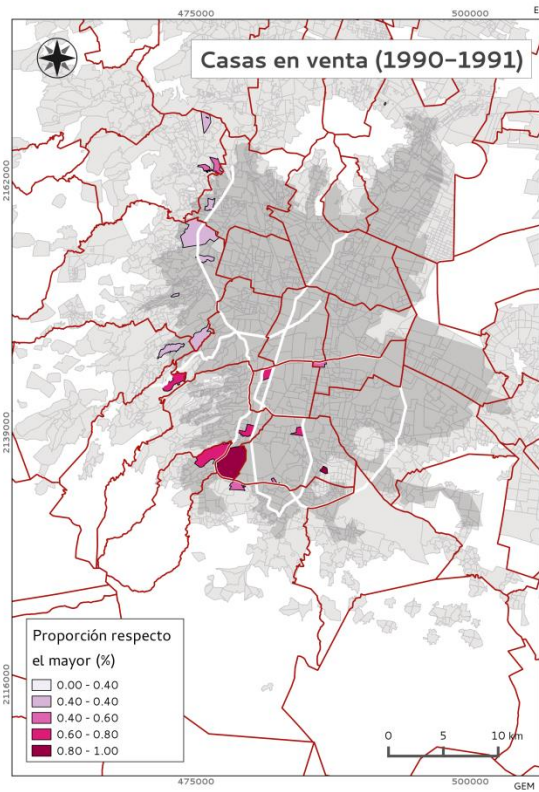 475000 500000 E
Casas en venta (1990–1991)
2162000
2139000
2116000
Proporción respecto
el mayor (%)
0.00 - 0.40
0.40 - 0.40
0.40 - 0.60
0.60 - 0.80
0.80 - 1.00
0 5 10 km
475000 500000
GEM